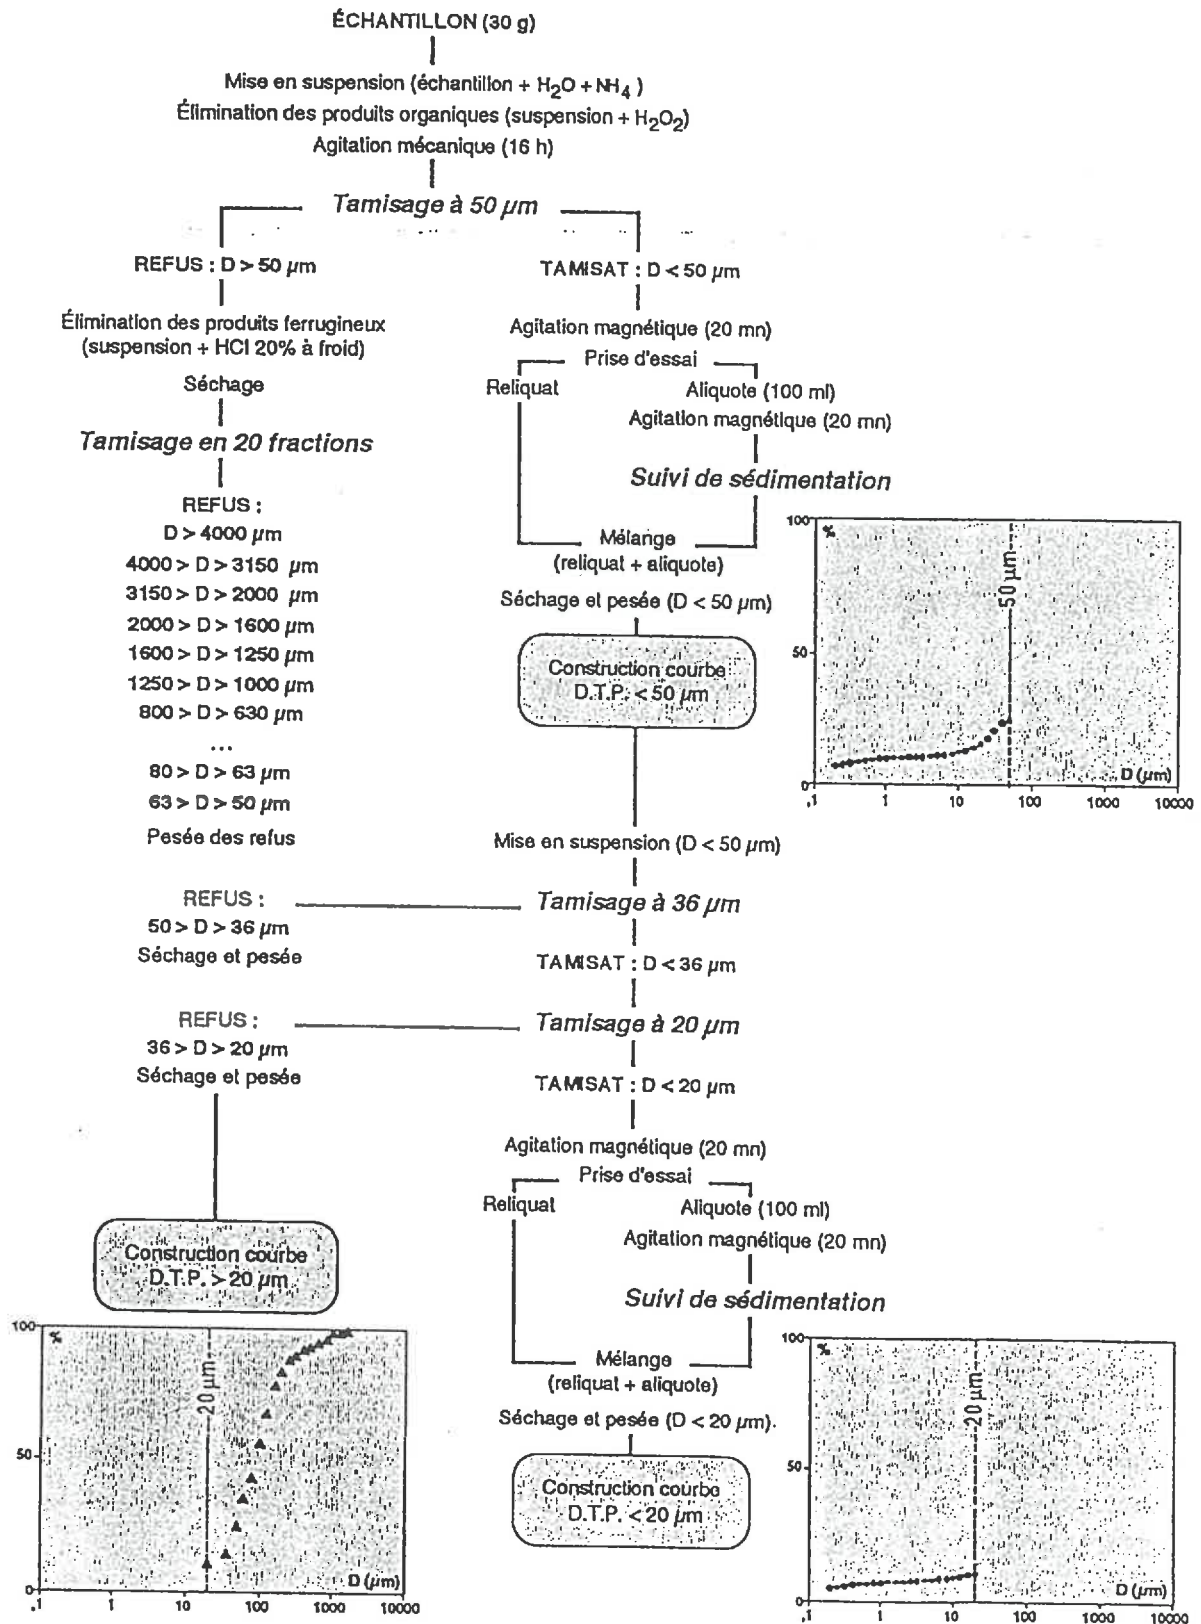 ÉCHANTILLON (30 g)
Mise en suspension (échantillon + H2O + NH4 )
Élimination des produits organiques (suspension + H2O2)
Agitation mécanique (16 h)
Tamisage à 50 µm
REFUS : D > 50 µm
Élimination des produits ferrugineux
(suspension + HCl 20% à froid)
Séchage
Tamisage en 20 fractions
REFUS :
D > 4000 µm
4000 > D > 3150 µm
3150 > D > 2000 µm
2000 > D > 1600 µm
1600 > D > 1250 µm
1250 > D > 1000 µm
800 > D > 630 µm
...
80 > D > 63 µm
63 > D > 50 µm
Pesée des refus
TAMISAT : D < 50 µm
Agitation magnétique (20 mn)
Prise d'essai
Reliquat
Aliquote (100 ml)
Agitation magnétique (20 mn)
Suivi de sédimentation
Mélange
(reliquat + aliquote)
Séchage et pesée (D < 50 µm)
Construction courbe
D.T.P. < 50 µm
100
%
50 µm
50
0
D (µm)
,1 1 10 100 1000 10000
Mise en suspension (D < 50 µm)
Tamisage à 36 µm
REFUS :
50 > D > 36 µm
Séchage et pesée
TAMISAT : D < 36 µm
Tamisage à 20 µm
REFUS :
36 > D > 20 µm
Séchage et pesée
TAMISAT : D < 20 µm
Agitation magnétique (20 mn)
Prise d'essai
Reliquat
Aliquote (100 ml)
Agitation magnétique (20 mn)
Suivi de sédimentation
Mélange
(reliquat + aliquote)
Séchage et pesée (D < 20 µm).
Construction courbe
D.T.P. < 20 µm
Construction courbe
D.T.P. > 20 µm
100
%
20 µm
50
0
D (µm)
,1 1 10 100 1000 10000
100
%
20 µm
50
0
D (µm)
,1 1 10 100 1000 10000